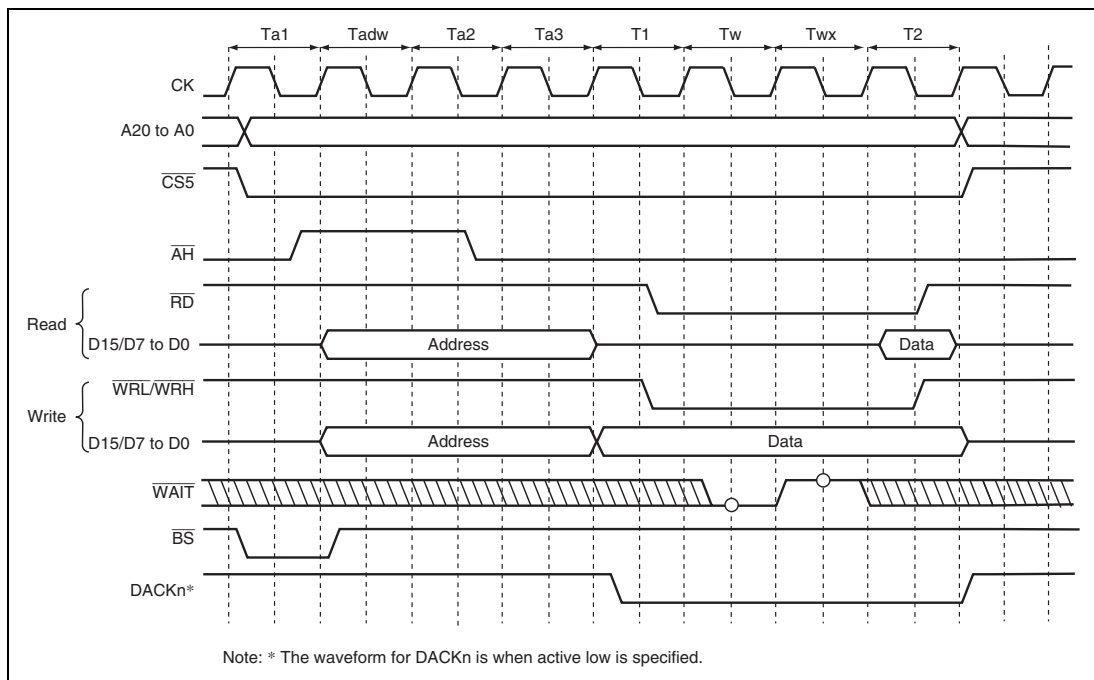 Ta1 Tadw Ta2 Ta3 T1 Tw Twx T2
CK
A20 to A0
CS5
AH
RD
Read
D15/D7 to D0 Address Data
WRL/WRH
Write
D15/D7 to D0 Address Data
WAIT
BS
DACKn*
Note: * The waveform for DACKn is when active low is specified.